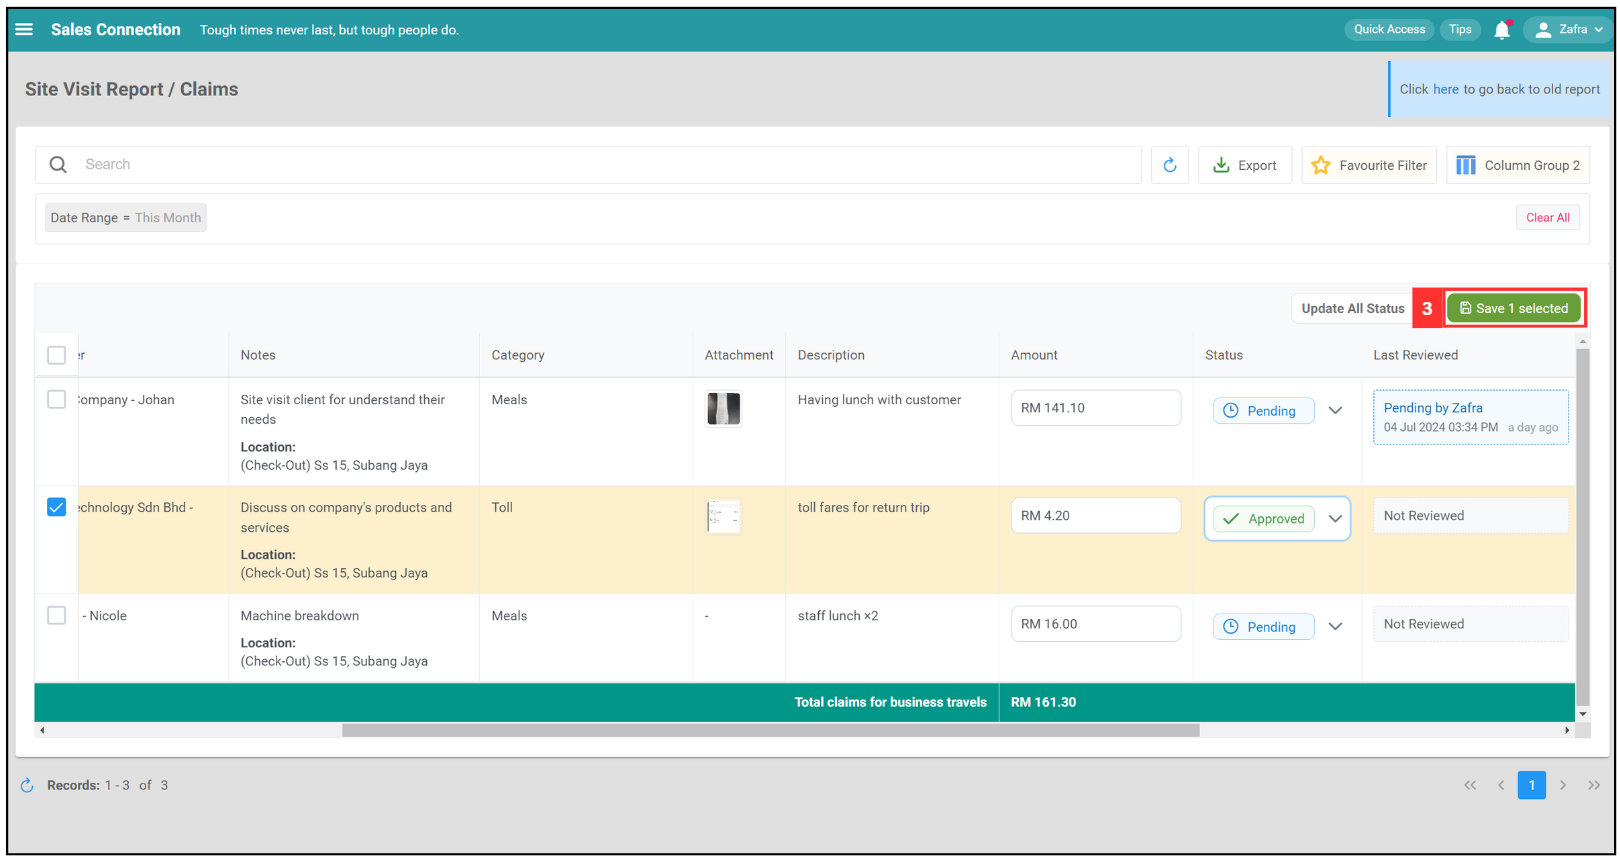 Sales Connection Tough times never last, but tough people do. Quick Access Tips Zafra
Site Visit Report / Claims
Click here to go back to old report
Search Export Favourite Filter Column Group 2
Date Range = This Month Clear All
Update All Status 3 Save 1 selected
er Notes Category Attachment Description Amount Status Last Reviewed
Company - Johan Site visit client for understand their Meals Having lunch with customer RM 141.10 Pending Pending by Zafra
needs 04 Jul 2024 03:34 PM a day ago
Location:
(Check-Out) Ss 15, Subang Jaya
echnology Sdn Bhd - Discuss on company's products and Toll toll fares for return trip RM 4.20 Approved Not Reviewed
services
Location:
(Check-Out) Ss 15, Subang Jaya
- Nicole Machine breakdown Meals - staff lunch ×2 RM 16.00 Pending Not Reviewed
Location:
(Check-Out) Ss 15, Subang Jaya
Total claims for business travels RM 161.30
Records: 1 - 3 of 3 << < 1 > >>